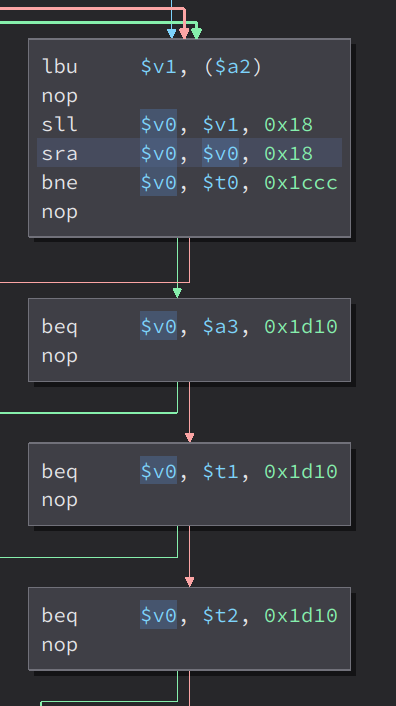 lbu $v1, ($a2)
nop
sll $v0, $v1, 0x18
sra $v0, $v0, 0x18
bne $v0, $t0, 0x1ccc
nop
beq $v0, $a3, 0x1d10
nop
beq $v0, $t1, 0x1d10
nop
beq $v0, $t2, 0x1d10
nop